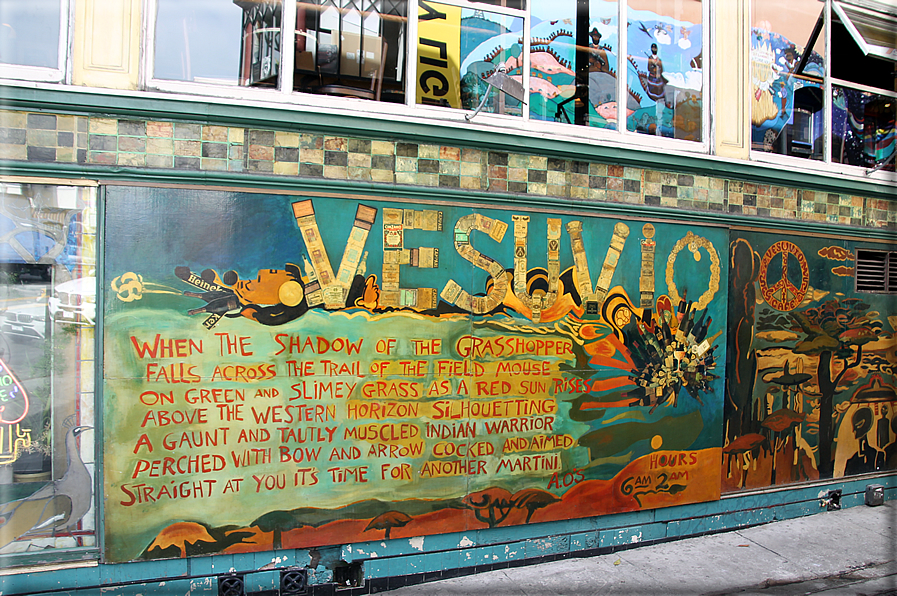 VESUVIO
Heiner
WHEN THE SHADOW OF THE GRASSHOPPER
FALLS ACROSS THE TRAIL OF THE FIELD MOUSE
ON GREEN AND SLIMEY GRASS AS A RED SUN RISES
ABOVE THE WESTERN HORIZON SILHOUETTING
A GAUNT AND TAUTLY MUSCLED INDIAN WARRIOR
PERCHED WITH BOW AND ARROW COCKED AND AIMED
STRAIGHT AT YOU IT'S TIME FOR ANOTHER MARTINI
HOURS
6AM 2AM
VESUVIO